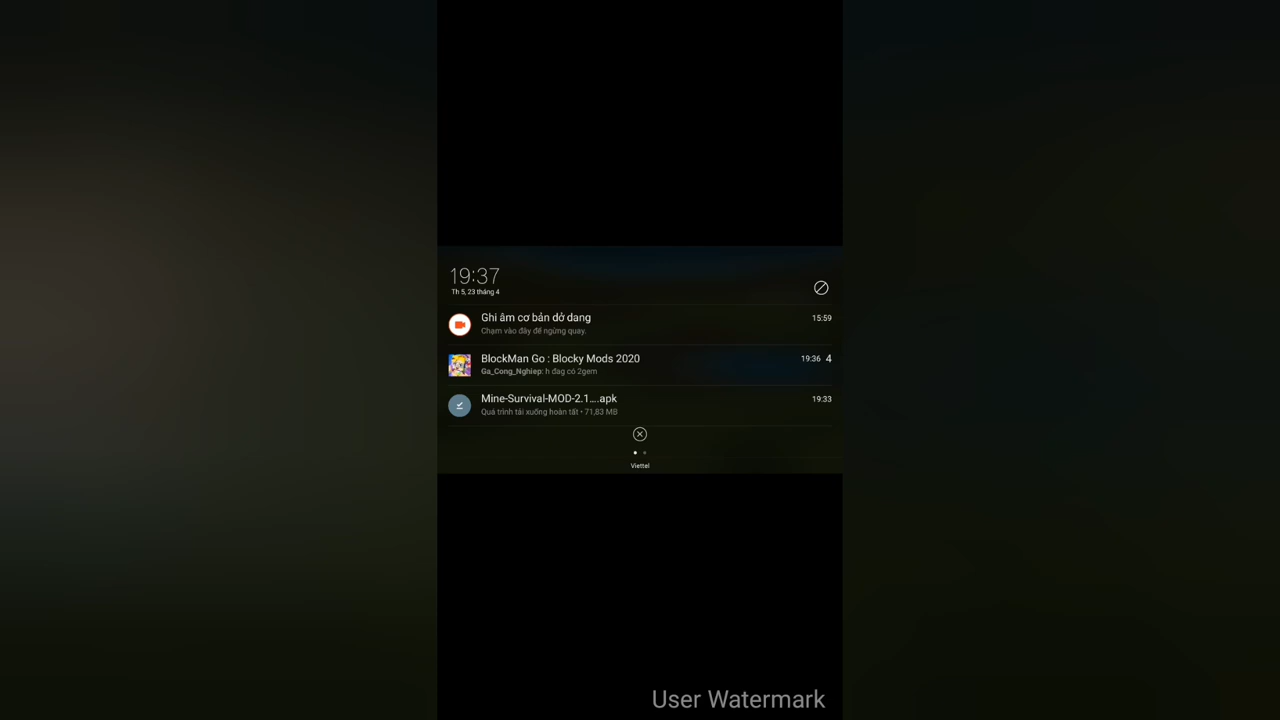 19:37
Th 5, 23 tháng 4
Ghi âm cơ bản dở dang 15:59
Chạm vào đây để ngừng quay.
BlockMan Go : Blocky Mods 2020 19:36 4
Ga_Cong_Nghiep: h đag có 2gem
Mine-Survival-MOD-2.1....apk 19:33
Quá trình tải xuống hoàn tất • 71,83 MB
Viettel
User Watermark